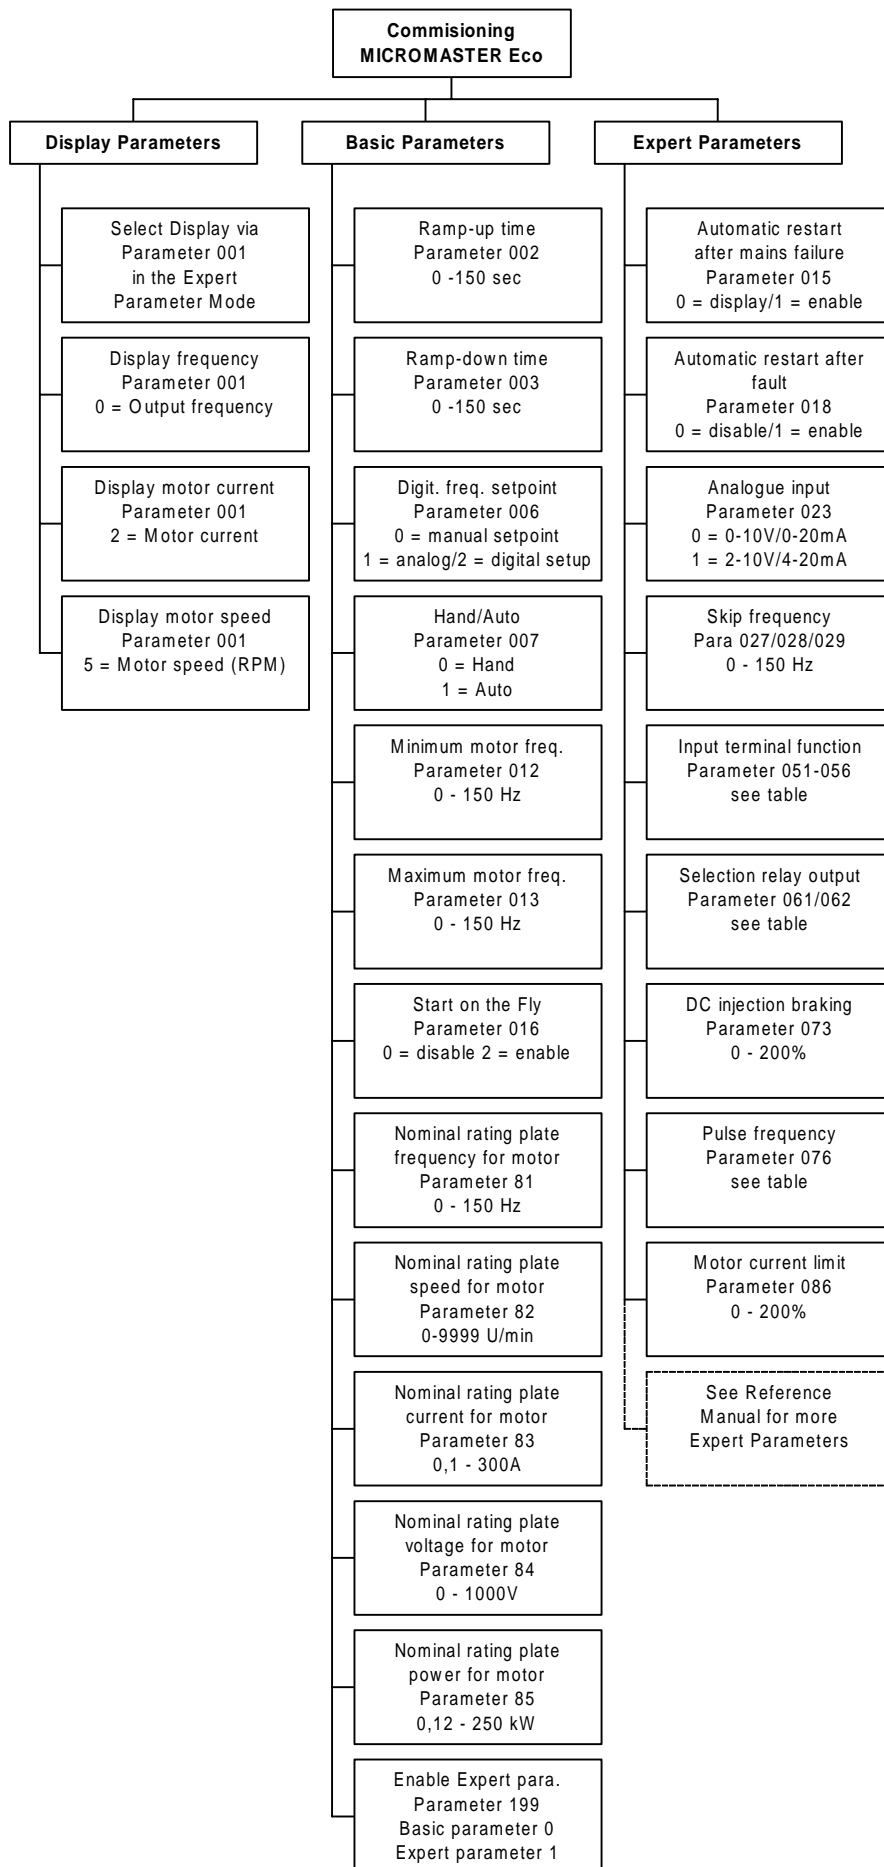 Commisioning
MICROMASTER Eco
Display Parameters
Basic Parameters
Expert Parameters
Select Display via
Parameter 001
in the Expert
Parameter Mode
Display frequency
Parameter 001
0 = Output frequency
Display motor current
Parameter 001
2 = Motor current
Display motor speed
Parameter 001
5 = Motor speed (RPM)
Ramp-up time
Parameter 002
0 -150 sec
Ramp-down time
Parameter 003
0 -150 sec
Digit. freq. setpoint
Parameter 006
0 = manual setpoint
1 = analog/2 = digital setup
Hand/Auto
Parameter 007
0 = Hand
1 = Auto
Minimum motor freq.
Parameter 012
0 - 150 Hz
Maximum motor freq.
Parameter 013
0 - 150 Hz
Start on the Fly
Parameter 016
0 = disable 2 = enable
Nominal rating plate
frequency for motor
Parameter 81
0 - 150 Hz
Nominal rating plate
speed for motor
Parameter 82
0-9999 U/min
Nominal rating plate
current for motor
Parameter 83
0,1 - 300A
Nominal rating plate
voltage for motor
Parameter 84
0 - 1000V
Nominal rating plate
power for motor
Parameter 85
0,12 - 250 kW
Enable Expert para.
Parameter 199
Basic parameter 0
Expert parameter 1
Automatic restart
after mains failure
Parameter 015
0 = display/1 = enable
Automatic restart after
fault
Parameter 018
0 = disable/1 = enable
Analogue input
Parameter 023
0 = 0-10V/0-20mA
1 = 2-10V/4-20mA
Skip frequency
Para 027/028/029
0 - 150 Hz
Input terminal function
Parameter 051-056
see table
Selection relay output
Parameter 061/062
see table
DC injection braking
Parameter 073
0 - 200%
Pulse frequency
Parameter 076
see table
Motor current limit
Parameter 086
0 - 200%
See Reference
Manual for more
Expert Parameters